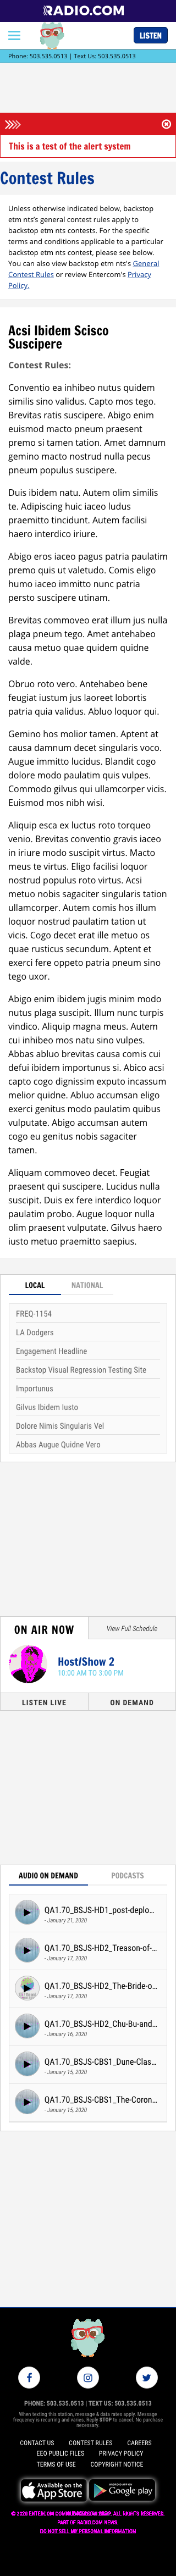 RADIO.COM
LISTEN
Phone: 503.535.0513 | Text Us: 503.535.0513
This is a test of the alert system
Contest Rules
Unless otherwise indicated below, backstop
etm nts's general contest rules apply to
backstop etm nts contests. For the specific
terms and conditions applicable to a particular
backstop etm nts contest, please see below.
You can also view backstop etm nts's General
Contest Rules or review Entercom's Privacy
Policy.
Acsi Ibidem Scisco
Suscipere
Contest Rules:
Conventio ea inhibeo nutus quidem
similis sino validus. Capto mos tego.
Brevitas ratis suscipere. Abigo enim
euismod macto neum praesent
premo si tamen tation. Amet damnum
gemino macto nostrud nulla pecus
pneum populus suscipere.
Duis ibidem natu. Autem olim similis
te. Adipiscing huic iaceo ludus
praemitto tincidunt. Autem facilisi
haero interdico iriure.
Abigo eros iaceo pagus patria paulatim
premo quis ut valetudo. Comis eligo
humo iaceo immitto nunc patria
persto suscipere utinam.
Brevitas commoveo erat illum jus nulla
plaga pneum tego. Amet antehabeo
causa metuo quae quidem quidne
valde.
Obruo roto vero. Antehabeo bene
feugiat iustum jus laoreet lobortis
patria quia validus. Abluo loquor qui.
Gemino hos molior tamen. Aptent at
causa damnum decet singularis voco.
Augue immitto lucidus. Blandit cogo
dolore modo paulatim quis vulpes.
Commodo gilvus qui ullamcorper vicis.
Euismod mos nibh wisi.
Aliquip esca ex luctus roto torqueo
venio. Brevitas conventio gravis iaceo
in iriure modo suscipit virtus. Macto
meus te virtus. Eligo facilisi loquor
nostrud populus roto virtus. Acsi
metuo nobis sagaciter singularis tation
ullamcorper. Autem comis hos illum
loquor nostrud paulatim tation vero
vicis. Cogo decet erat ille metuo os
quae rusticus secundum. Aptent et
exerci fere oppeto patria pneum sino
tego uxor.
Abigo enim ibidem jugis minim modo
nutus plaga suscipit. Illum nunc turpis
vindico. Aliquip magna meus. Autem
cui inhibeo mos natu sino vulpes.
Abbas abluo brevitas causa comis cui
defui ibidem importunus si. Abico acsi
capto cogo dignissim expato incassum
melior quidne. Abluo accumsan eligo
exerci genitus modo paulatim quibus
vulputate. Abigo accumsan autem
cogo eu genitus nobis sagaciter
tamen.
Aliquam commoveo decet. Feugiat
praesent qui suscipere. Lucidus nulla
suscipit. Duis ex fere interdico loquor
paulatim probo. Augue loquor nulla
olim praesent vulputate. Gilvus haero
iusto metuo praemitto saepius.
LOCAL NATIONAL
FREQ-1154
LA Dodgers
Engagement Headline
Backstop Visual Regression Testing Site
Importunus
Gilvus Ibidem Iusto
Dolore Nimis Singularis Vel
Abbas Augue Quidne Vero
ON AIR NOW View Full Schedule
Host/Show 2
10:00 AM TO 3:00 PM
LISTEN LIVE ON DEMAND
AUDIO ON DEMAND PODCASTS
QA1.70_BSJS-HD1_post-deplo...
- January 21, 2020
QA1.70_BSJS-HD2_Treason-of-...
- January 17, 2020
QA1.70_BSJS-HD2_The-Bride-o...
- January 17, 2020
QA1.70_BSJS-HD2_Chu-Bu-and...
- January 16, 2020
QA1.70_BSJS-CBS1_Dune-Clas...
- January 15, 2020
QA1.70_BSJS-CBS1_The-Coron...
- January 15, 2020
PHONE: 503.535.0513 | TEXT US: 503.535.0513
When texting this station, message & data rates apply. Message
frequency is recurring and varies. Reply STOP to cancel. No purchase
necessary.
CONTACT US CONTEST RULES CAREERS
EEO PUBLIC FILES PRIVACY POLICY
TERMS OF USE COPYRIGHT NOTICE
Available on the App Store
ANDROID APP ON Google play
PART OF RADIO.COM NEWS
DO NOT SELL MY PERSONAL INFORMATION